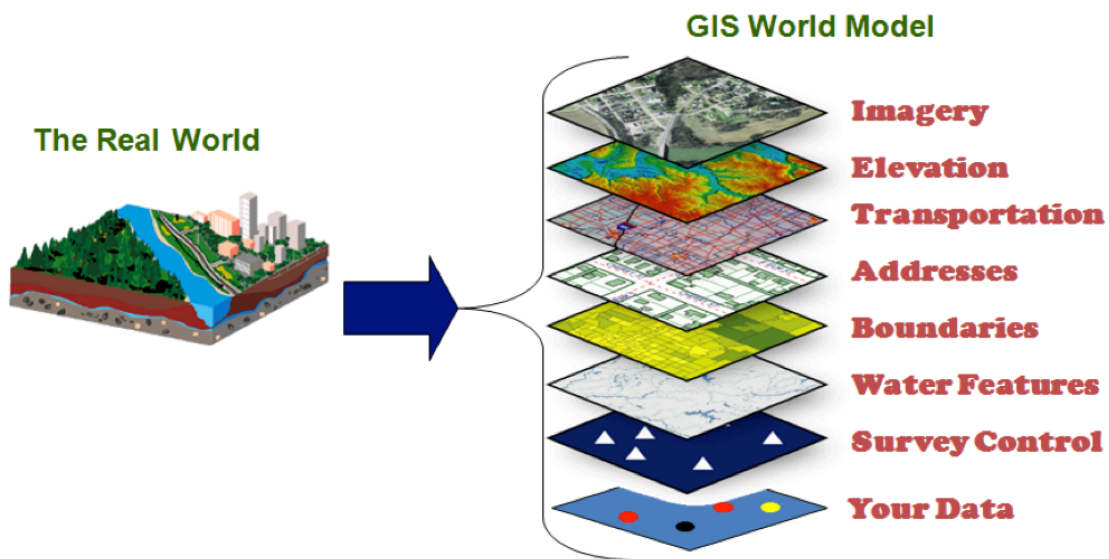 GIS World Model
The Real World
Imagery
Elevation
Transportation
Addresses
Boundaries
Water Features
Survey Control
Your Data